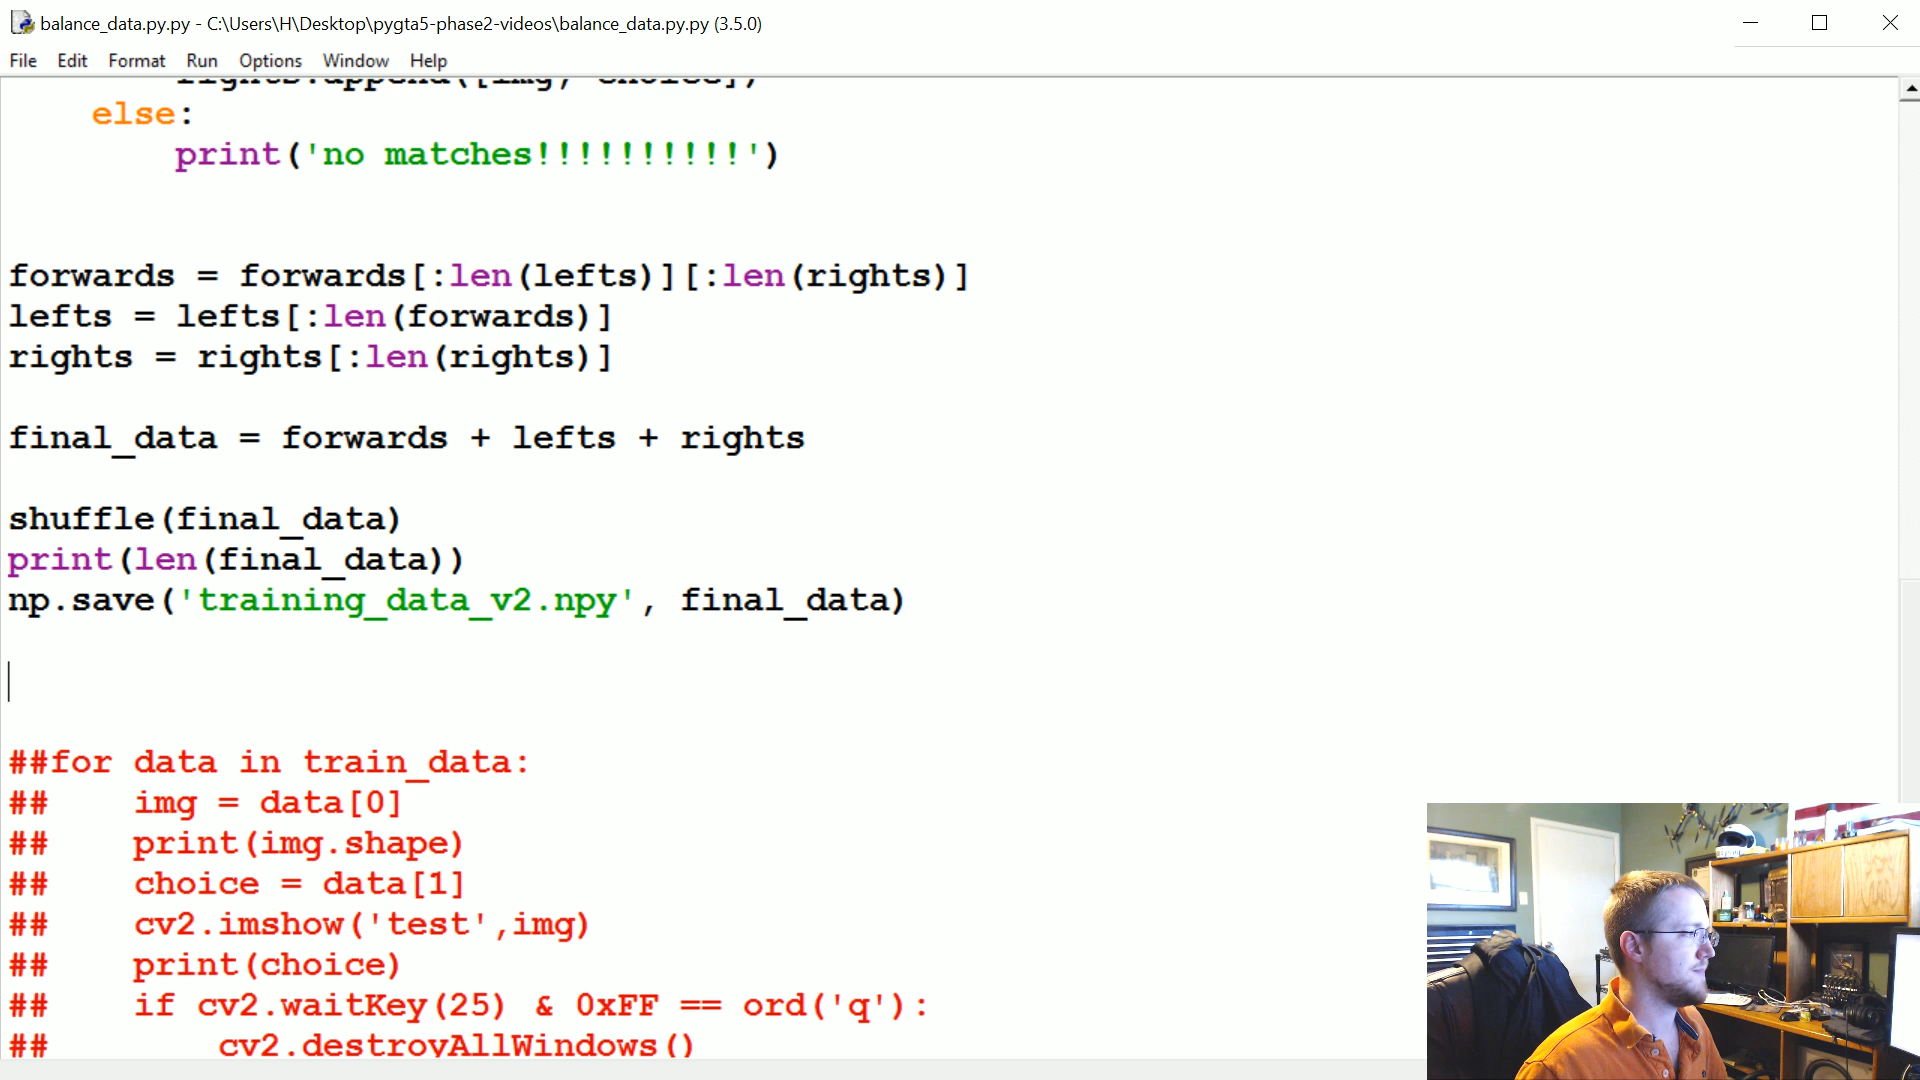 balance_data.py.py - C:\Users\H\Desktop\pygta5-phase2-videos\balance_data.py.py (3.5.0)
File Edit Format Run Options Window Help
rights.append([img, choice])
    else:
        print('no matches!!!!!!!!!!')
forwards = forwards[:len(lefts)][:len(rights)]
lefts = lefts[:len(forwards)]
rights = rights[:len(rights)]
final_data = forwards + lefts + rights
shuffle(final_data)
print(len(final_data))
np.save('training_data_v2.npy', final_data)
##for data in train_data:
##    img = data[0]
##    print(img.shape)
##    choice = data[1]
##    cv2.imshow('test',img)
##    print(choice)
##    if cv2.waitKey(25) & 0xFF == ord('q'):
##        cv2.destroyAllWindows()